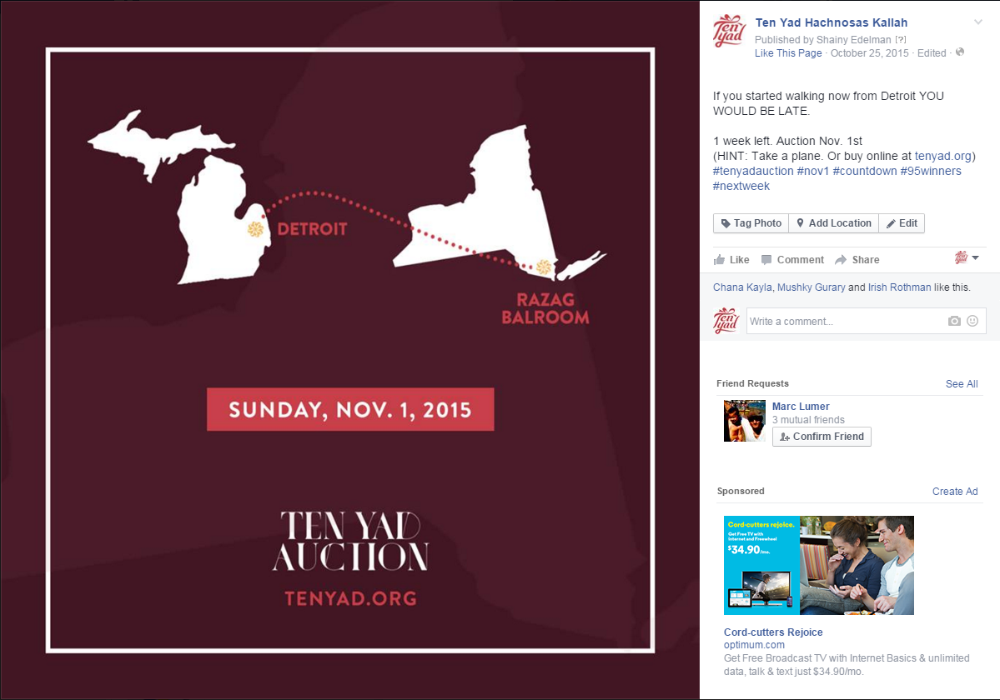 DETROIT
RAZAG
BALROOM
SUNDAY, NOV. 1, 2015
TEN YAD
AUCTION
TENYAD.ORG
Ten Yad
Ten Yad Hachnosas Kallah
Published by Shainy Edelman [?]
Like This Page · October 25, 2015 · Edited ·
If you started walking now from Detroit YOU
WOULD BE LATE.
1 week left. Auction Nov. 1st
(HINT: Take a plane. Or buy online at tenyad.org)
#tenyadauction #nov1 #countdown #95winners
#nextweek
Tag Photo Add Location Edit
Like Comment Share Ten Yad
Chana Kayla, Mushky Gurary and Irish Rothman like this.
Ten Yad
Write a comment...
Friend Requests See All
Marc Lumer
3 mutual friends
Confirm Friend
Sponsored Create Ad
Cord-cutters rejoice.
Get Free TV with
Internet and Freewheel
$34.90/mo.
Cord-cutters Rejoice
optimum.com
Get Free Broadcast TV with Internet Basics & unlimited
data, talk & text just $34.90/mo.